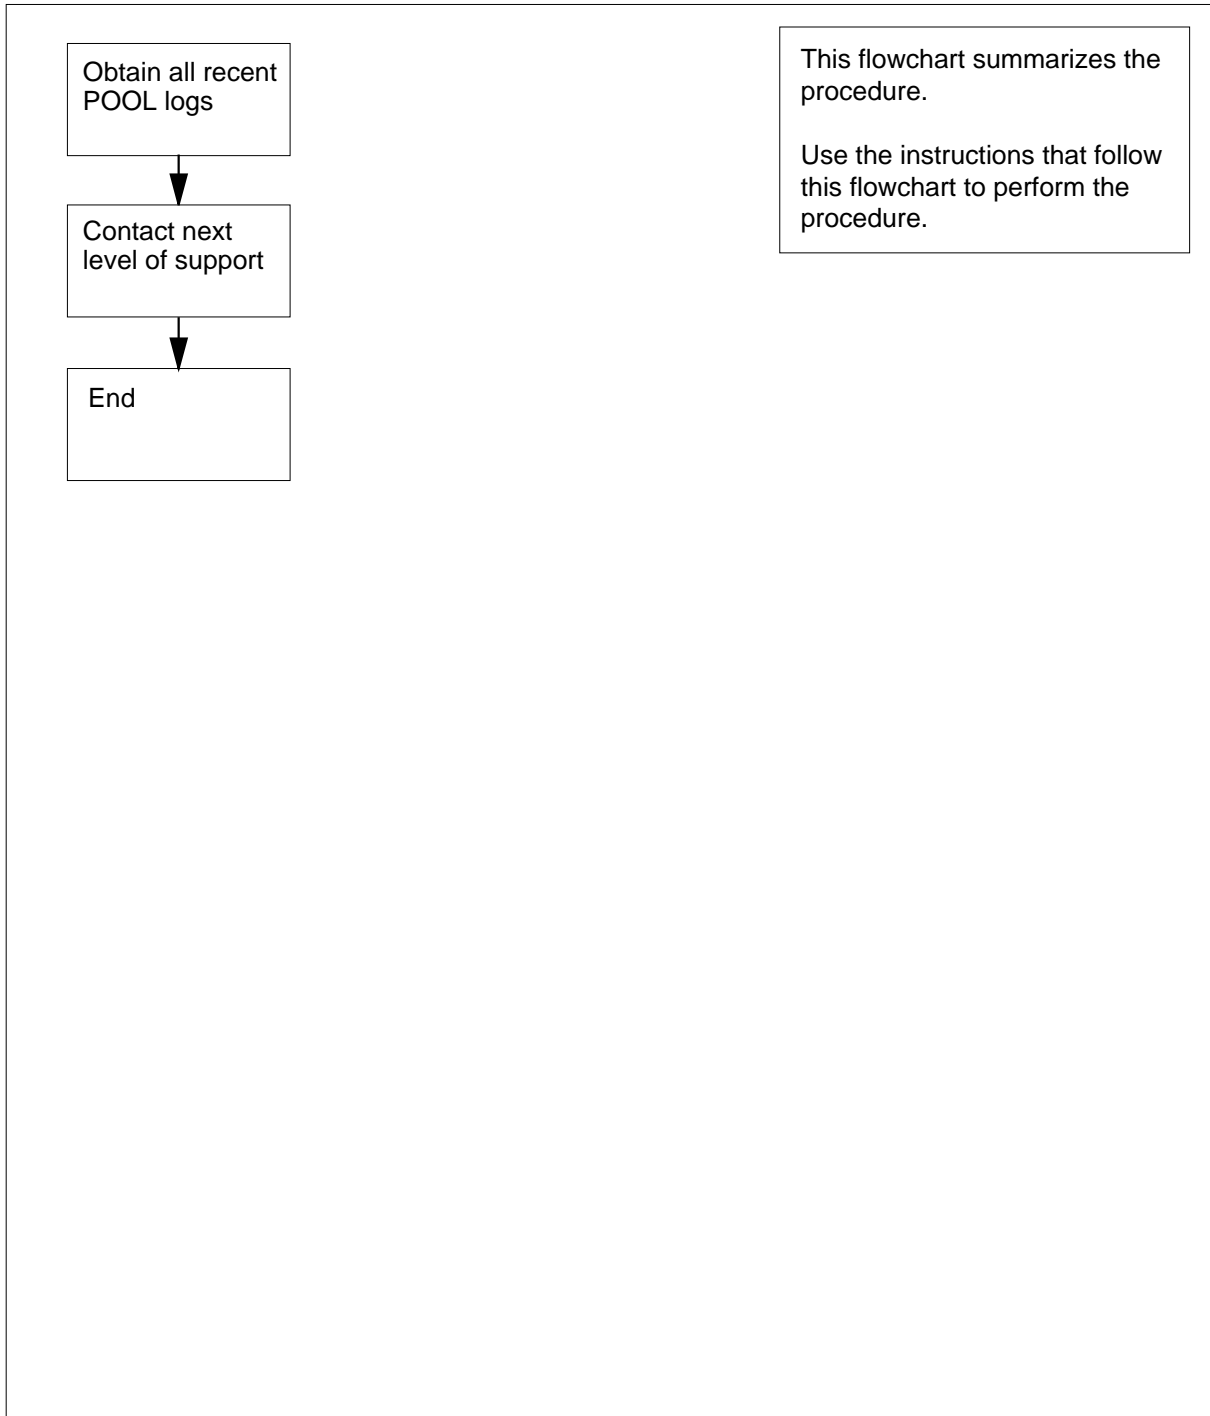 Obtain all recent
POOL logs
Contact next
level of support
End
This flowchart summarizes the
procedure.
Use the instructions that follow
this flowchart to perform the
procedure.